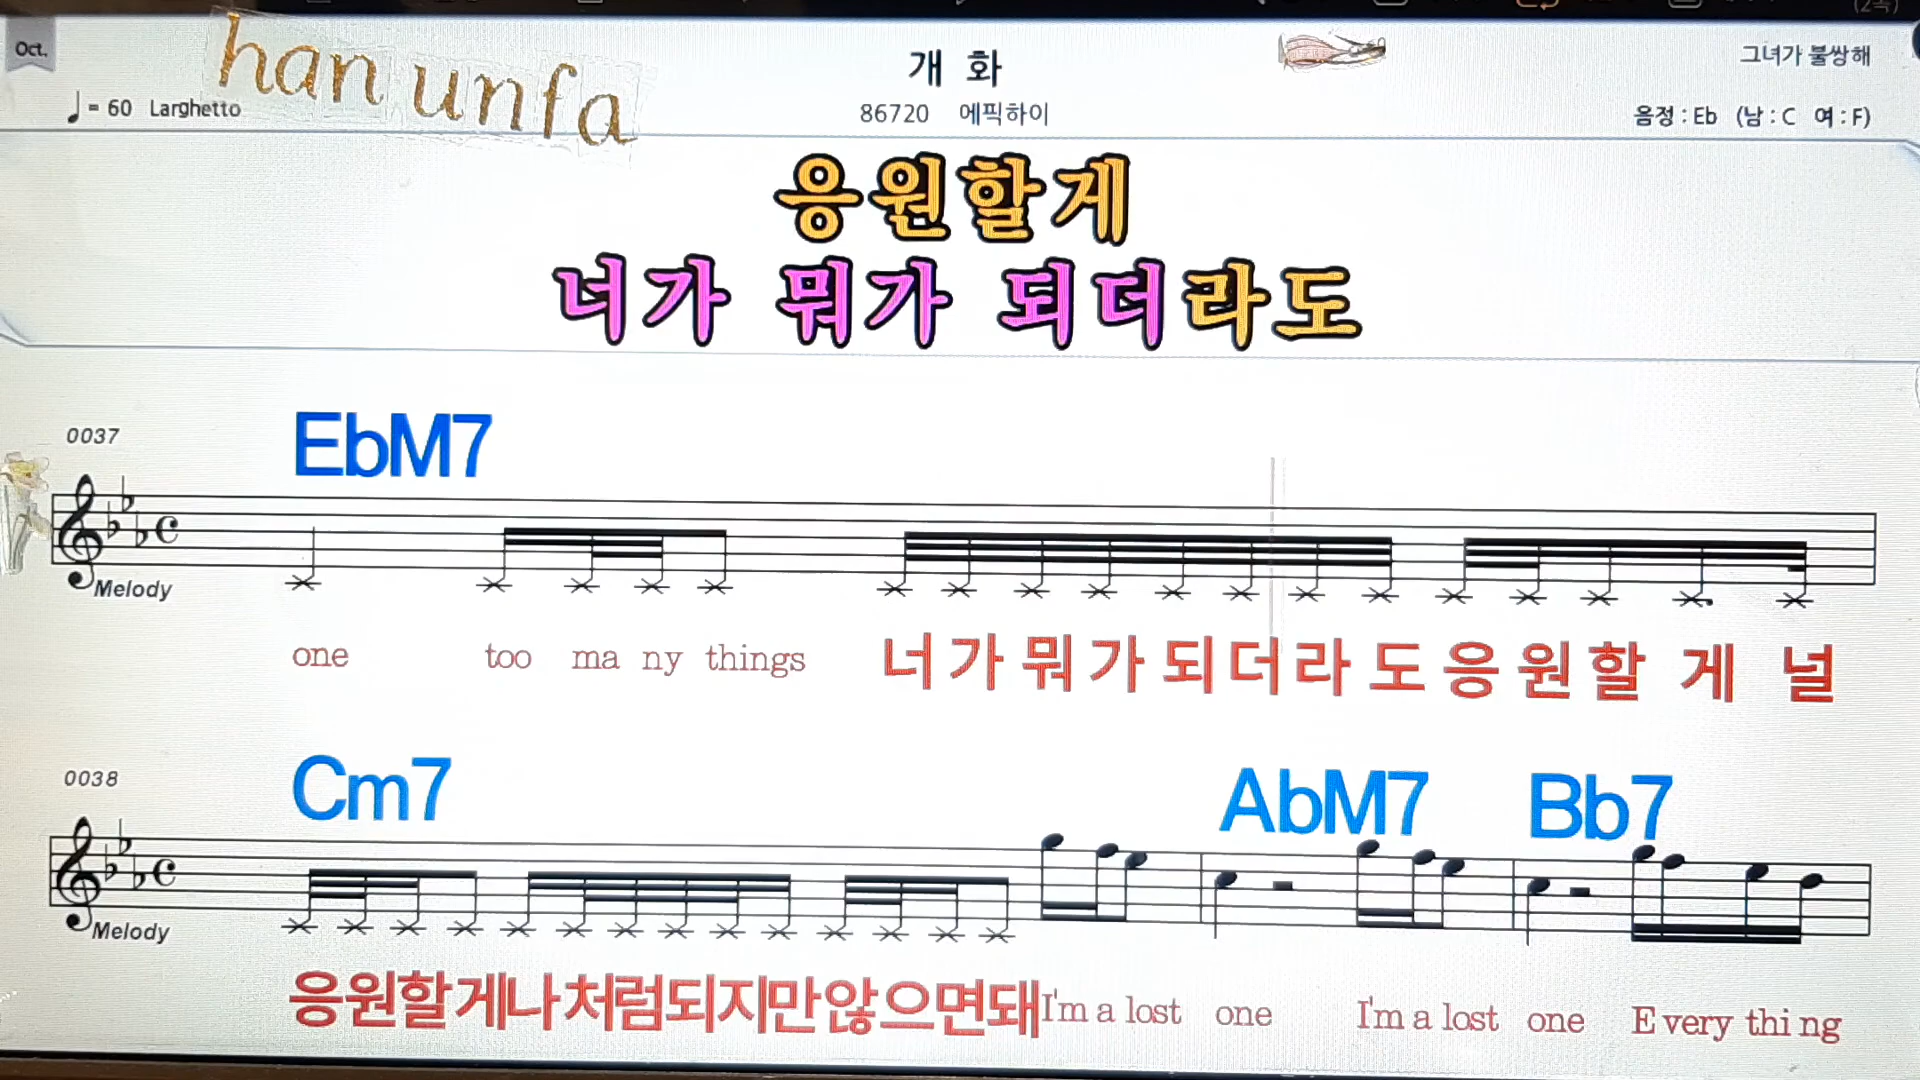 (2곡)
Oct.
han unfa
개 화
그녀가 불쌍해
♩= 60 Larghetto
86720 에픽하이
음정 : Eb (남 : C 여 : F)
응원할게
너가 뭐가 되더라도
0037
EbM7
Melody
one too ma ny things 너 가 뭐 가 되 더 라 도 응 원 할 게 널
0038
Cm7 AbM7 Bb7
Melody
응원할게나처럼되지만않으면돼 I'm a lost one I'm a lost one E very thi ng